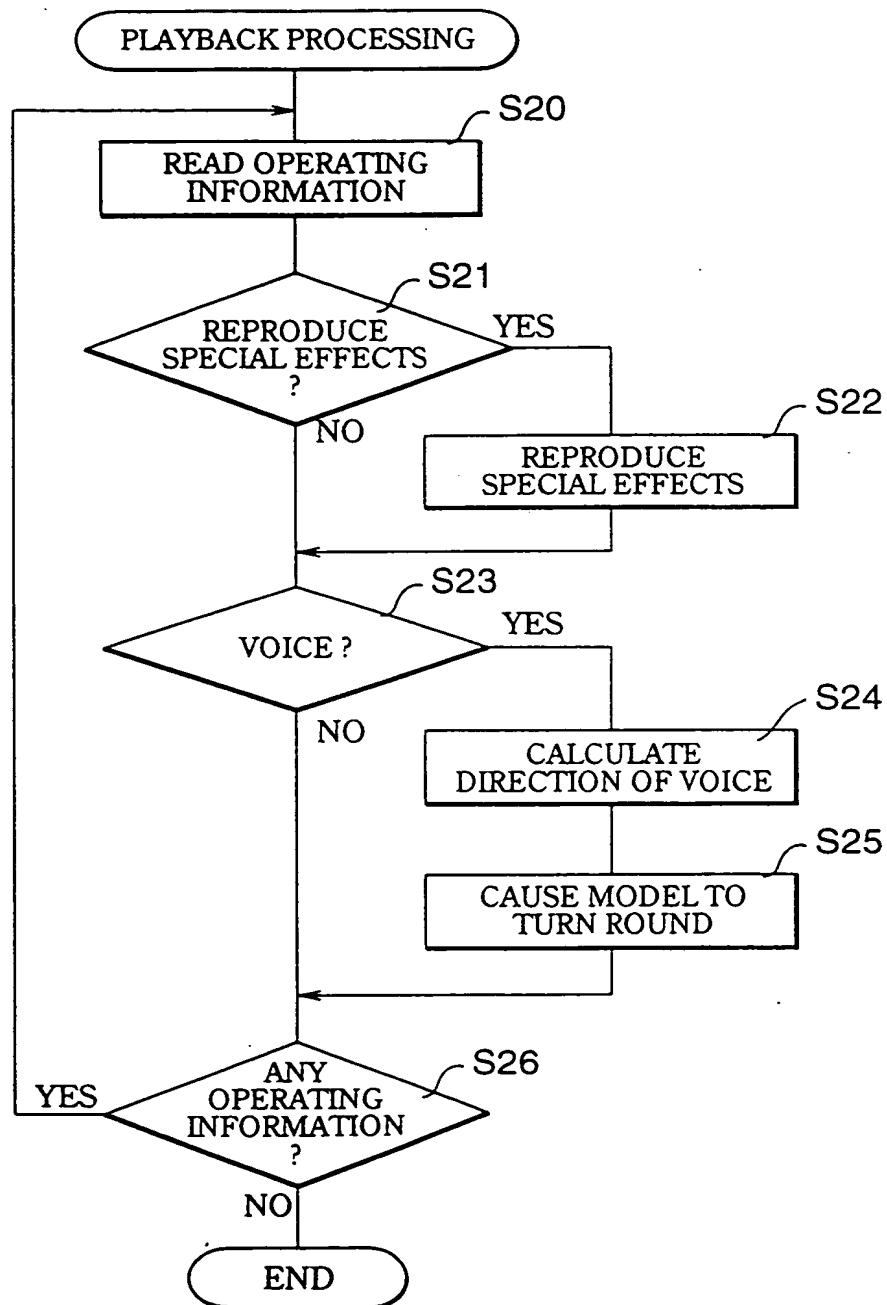 PLAYBACK PROCESSING
S20
READ OPERATING
INFORMATION
S21
REPRODUCE
SPECIAL EFFECTS
?
YES
NO
S22
REPRODUCE
SPECIAL EFFECTS
S23
VOICE ?
YES
NO
S24
CALCULATE
DIRECTION OF VOICE
S25
CAUSE MODEL TO
TURN ROUND
S26
ANY
OPERATING
INFORMATION
?
YES
NO
END